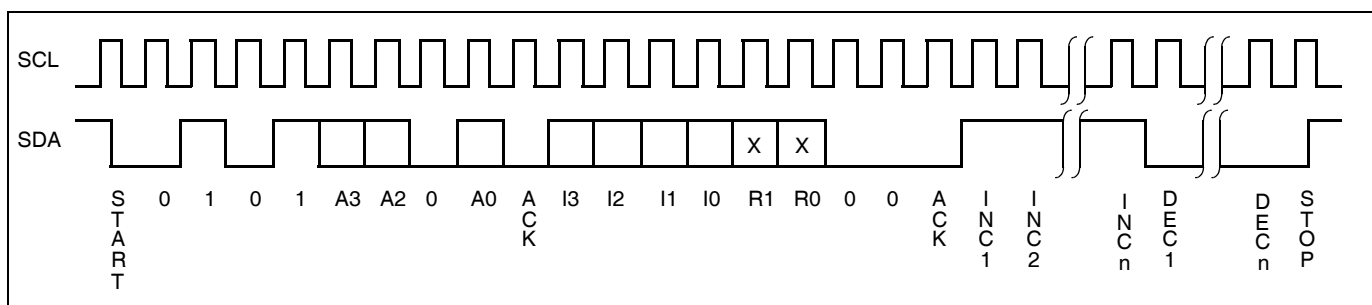 SCL
SDA
X X
START 0 1 0 1 A3 A2 0 A0 ACK I3 I2 I1 I0 R1 R0 0 0 ACK INC1 INC2 INCn DEC1 DECn STOP